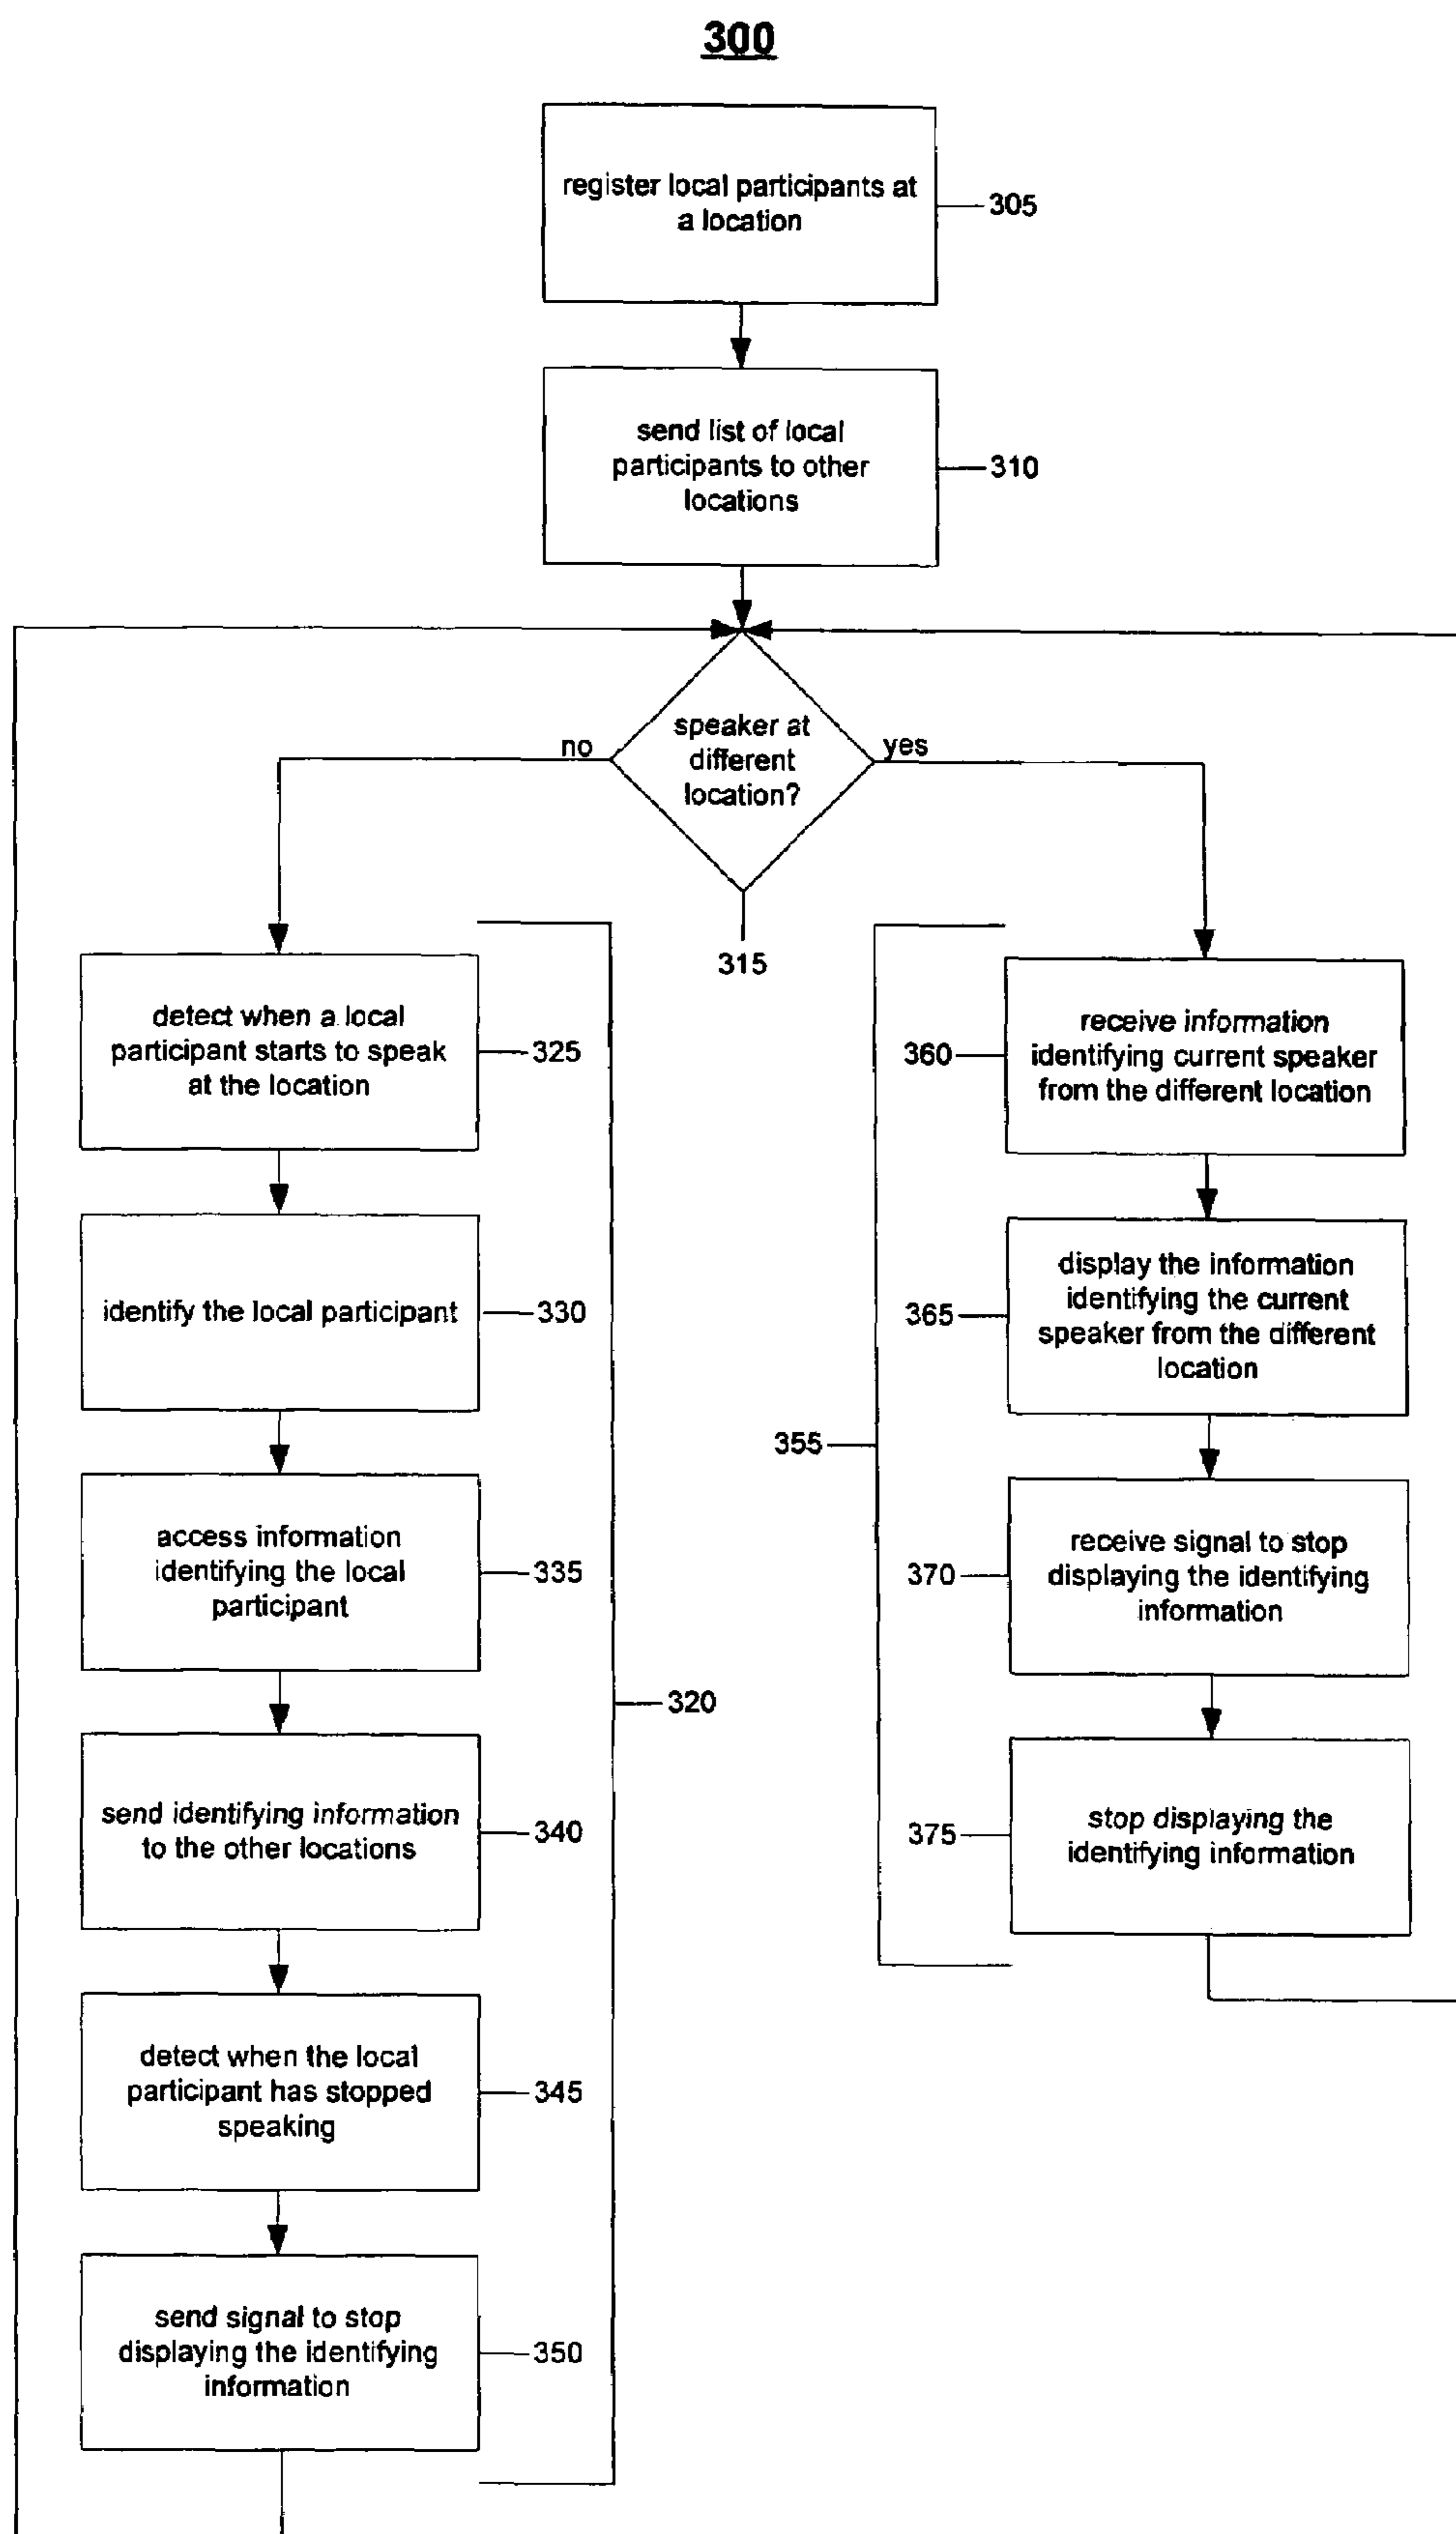 300
register local participants at
a location
305
send list of local
participants to other
locations
310
speaker at
different
location?
no
yes
315
detect when a local
participant starts to speak
at the location
325
identify the local participant
330
access information
identifying the local
participant
335
send identifying information
to the other locations
340
detect when the local
participant has stopped
speaking
345
send signal to stop
displaying the identifying
information
350
320
receive information
identifying current speaker
from the different location
360
display the information
identifying the current
speaker from the different
location
365
355
receive signal to stop
displaying the identifying
information
370
stop displaying the
identifying information
375